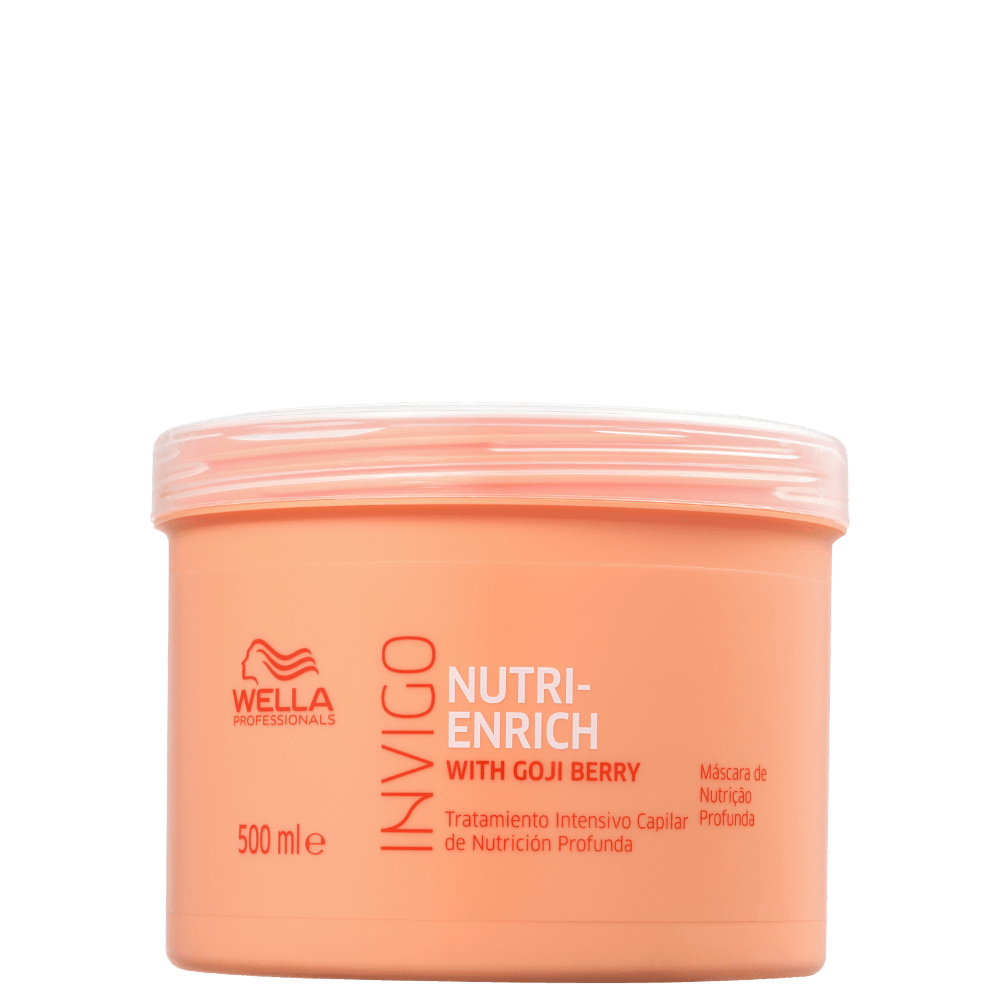 WELLA
PROFESSIONALS
500 ml e
INVIGO
NUTRI-
ENRICH
WITH GOJI BERRY
Tratamiento Intensivo Capilar
de Nutrición Profunda
Máscara de
Nutrição
Profunda